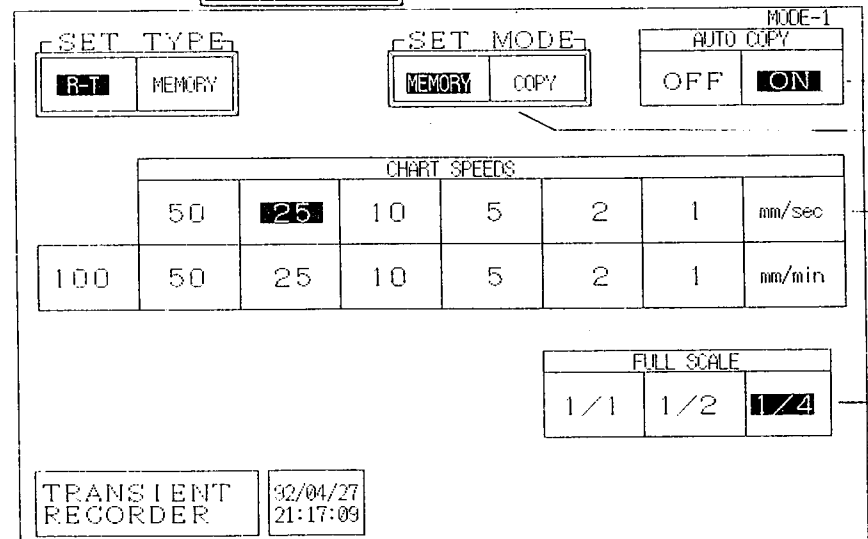 MODE-1
SET TYPE
R-T MEMORY
SET MODE
MEMORY COPY
AUTO COPY
OFF ON
CHART SPEEDS
50 25 10 5 2 1 mm/sec
100 50 25 10 5 2 1 mm/min
FULL SCALE
1/1 1/2 1/4
TRANSIENT
RECORDER
92/04/27
21:17:09